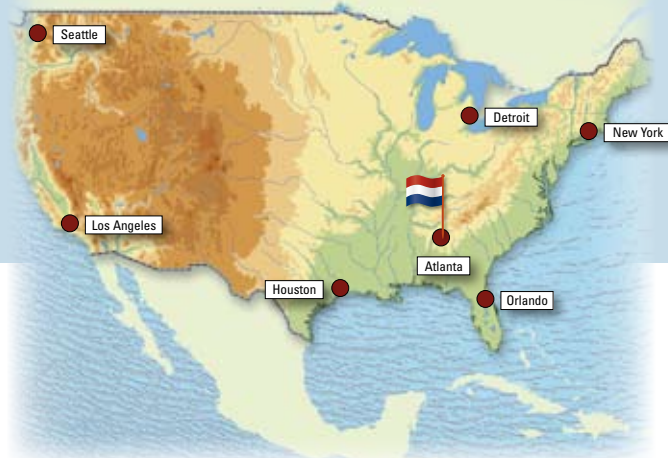 Seattle
Detroit
New York
Los Angeles
Atlanta
Houston
Orlando